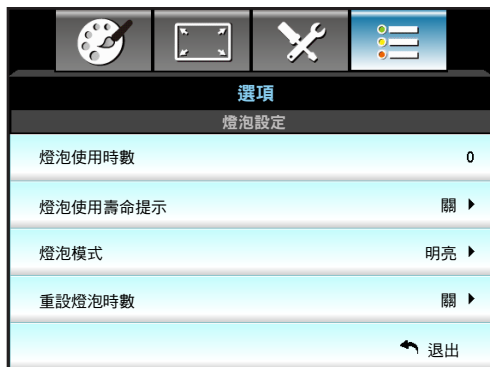 選項
燈泡設定
燈泡使用時數 0
燈泡使用壽命提示 關
燈泡模式 明亮
重設燈泡時數 關
退出